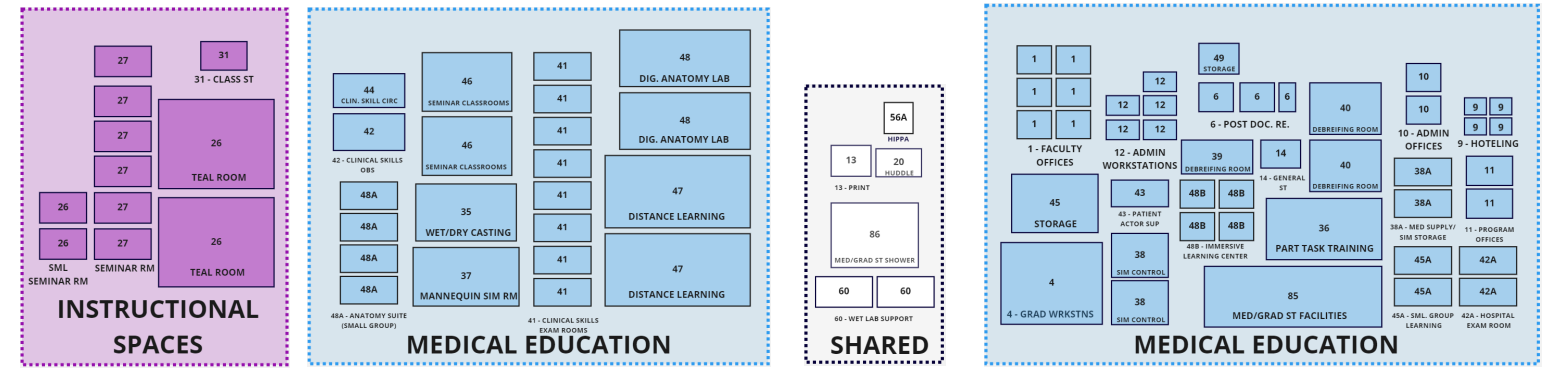 27
31
31 - CLASS ST
27
27
27
26
TEAL ROOM
26
27
26
27
26
TEAL ROOM
SML
SEMINAR RM
SEMINAR RM
INSTRUCTIONAL
SPACES
44
CLIN. SKILL CIRC
42
42 - CLINICAL SKILLS
OBS
48A
48A
48A
48A
48A - ANATOMY SUITE
(SMALL GROUP)
46
SEMINAR CLASSROOMS
46
SEMINAR CLASSROOMS
35
WET/DRY CASTING
37
MANNEQUIN SIM RM
41
41
41
41
41
41
41
41
41 - CLINICAL SKILLS
EXAM ROOMS
48
DIG. ANATOMY LAB
48
DIG. ANATOMY LAB
47
DISTANCE LEARNING
47
DISTANCE LEARNING
MEDICAL EDUCATION
56A
HIPPA
13
13 - PRINT
20
HUDDLE
86
MED/GRAD ST SHOWER
60
60
60 - WET LAB SUPPORT
SHARED
1
1
1
1
1
1
1 - FACULTY
OFFICES
45
STORAGE
4
4 - GRAD WRKSTNS
12
12
12
12
12
12 - ADMIN
WORKSTATIONS
43
43 - PATIENT
ACTOR SUP
38
SIM CONTROL
38
SIM CONTROL
49
STORAGE
6
6
6
6 - POST DOC. RE.
39
DEBREIFING ROOM
14
14 - GENERAL
ST
48B
48B
48B
48B
48B - IMMERSIVE
LEARNING CENTER
40
DEBREIFING ROOM
40
DEBREIFING ROOM
36
PART TASK TRAINING
85
MED/GRAD ST FACILITIES
10
10
10 - ADMIN
OFFICES
9
9
9
9
9 - HOTELING
38A
38A
38A - MED SUPPLY/
SIM STORAGE
11
11
11 - PROGRAM
OFFICES
45A
45A
45A - SML. GROUP
LEARNING
42A
42A
42A - HOSPITAL
EXAM ROOM
MEDICAL EDUCATION